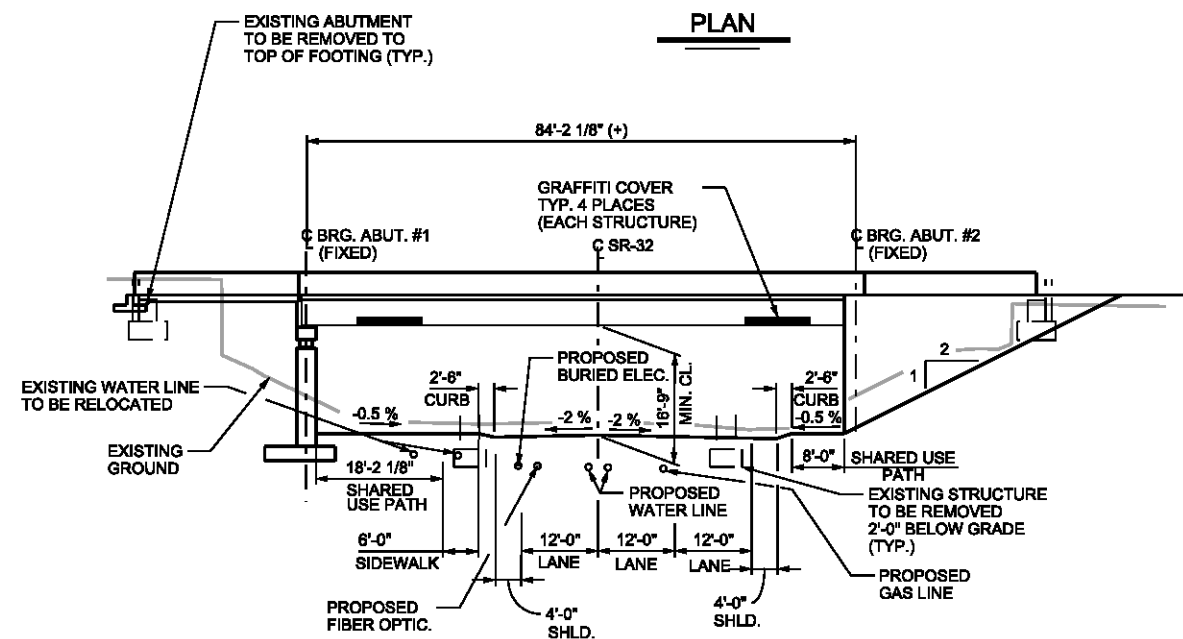 PLAN
EXISTING ABUTMENT
TO BE REMOVED TO
TOP OF FOOTING (TYP.)
84'-2 1/8" (+)
GRAFFITI COVER
TYP. 4 PLACES
(EACH STRUCTURE)
C BRG. ABUT. #1
L
(FIXED)
C SR-32
L
C BRG. ABUT. #2
L
(FIXED)
PROPOSED
BURIED ELEC.
EXISTING WATER LINE
TO BE RELOCATED
2'-6"
CURB
16'-9"
MIN. CL.
2'-6"
CURB
2
1
-0.5 %
-2 %
-2 %
-0.5 %
EXISTING
GROUND
18'-2 1/8"
SHARED
USE PATH
8'-0"
SHARED USE
PATH
PROPOSED
WATER LINE
EXISTING STRUCTURE
TO BE REMOVED
2'-0" BELOW GRADE
(TYP.)
6'-0"
SIDEWALK
12'-0"
LANE
12'-0"
LANE
12'-0"
LANE
PROPOSED
GAS LINE
PROPOSED
FIBER OPTIC.
4'-0"
SHLD.
4'-0"
SHLD.